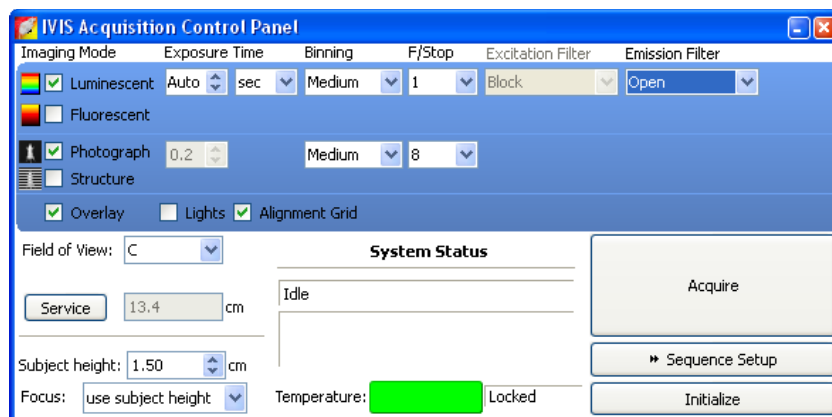 IVIS Acquisition Control Panel
Imaging Mode Exposure Time Binning F/Stop Excitation Filter Emission Filter
Luminescent Auto sec Medium 1 Block Open
Fluorescent
Photograph 0.2 Medium 8
Structure
Overlay Lights Alignment Grid
Field of View: C System Status
Acquire
Idle
Service 13.4 cm
Sequence Setup
Subject height: 1.50 cm
Focus: use subject height Temperature: Locked Initialize